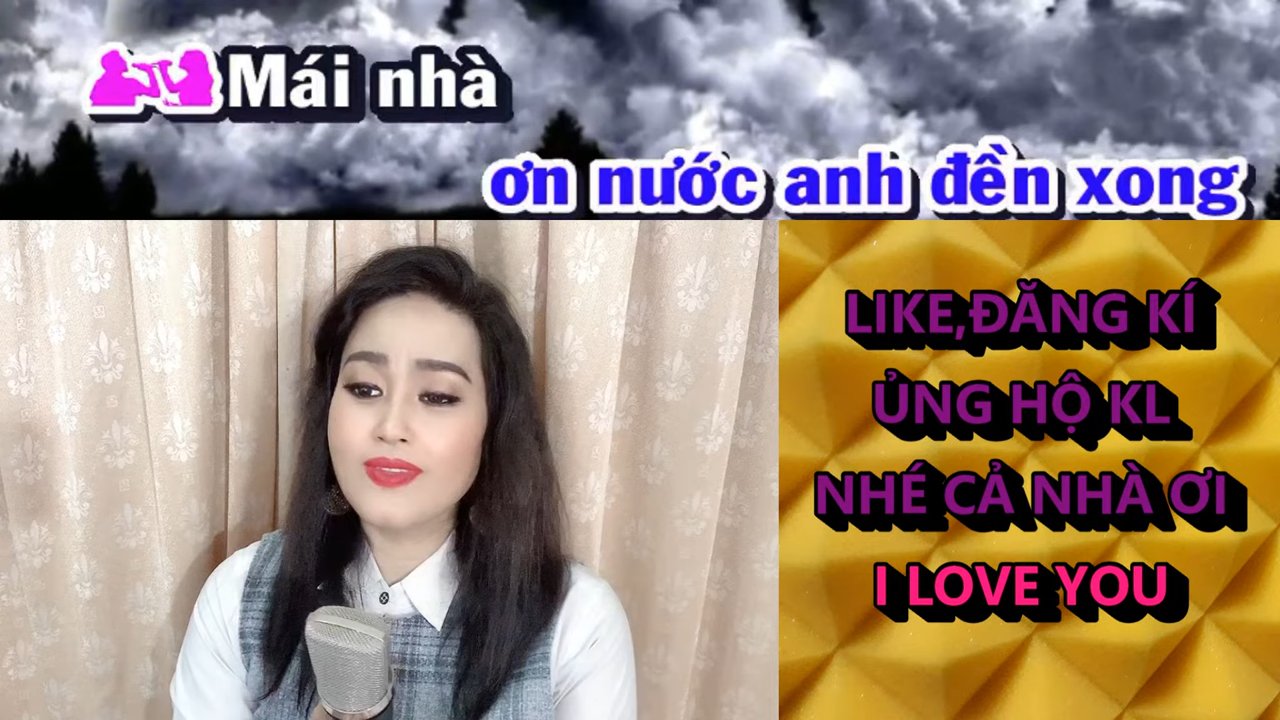 Mái nhà
ơn nước anh đền xong
LIKE,ĐĂNG KÍ
ỦNG HỘ KL
NHÉ CẢ NHÀ ƠI
I LOVE YOU